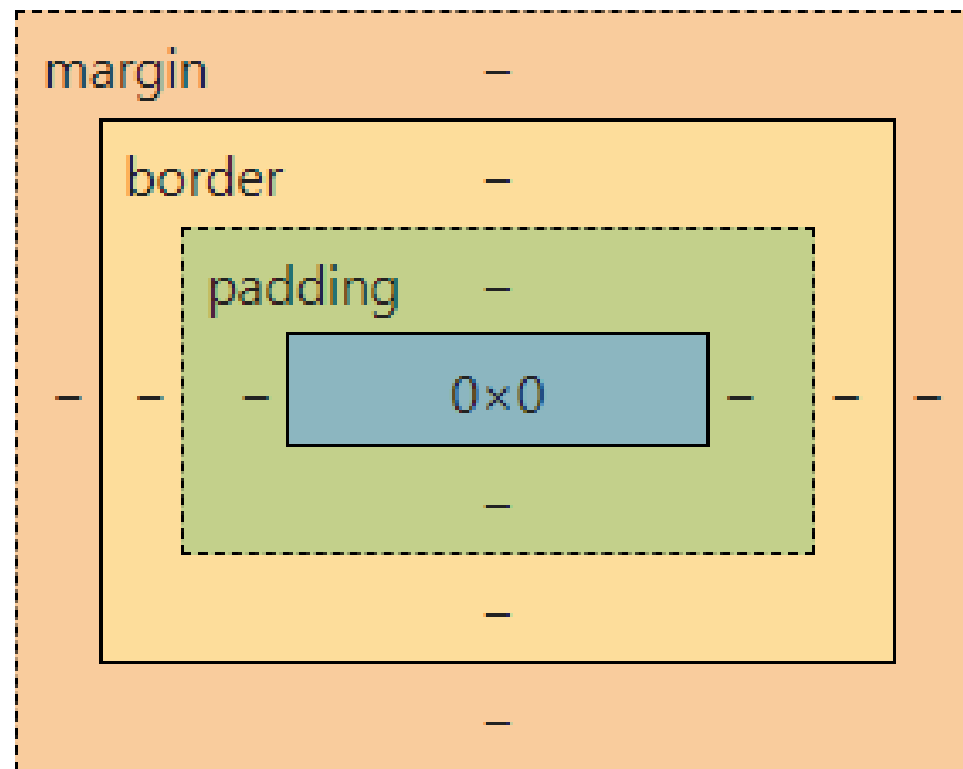 margin –
border –
padding –
– – – 0×0 – – –
–
–
–